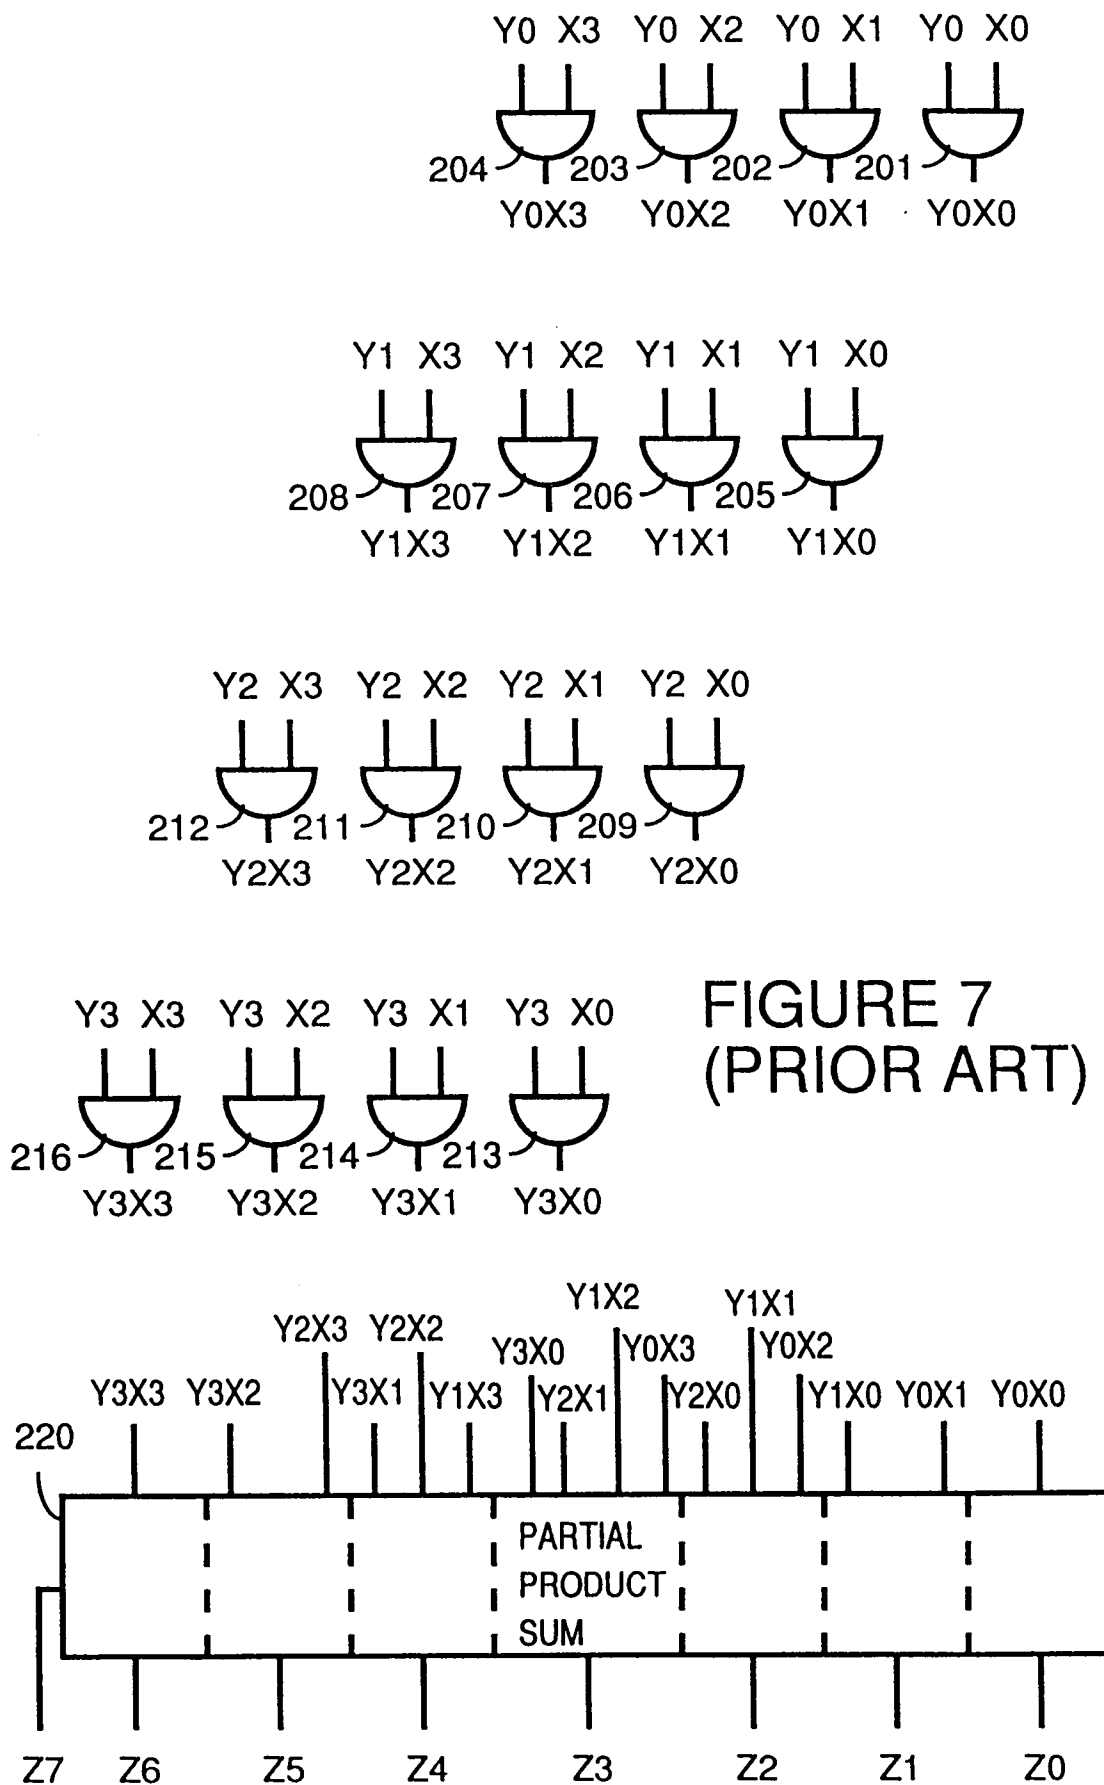 Y0 X3 Y0 X2 Y0 X1 Y0 X0
204 203 202 201
Y0X3 Y0X2 Y0X1 Y0X0
Y1 X3 Y1 X2 Y1 X1 Y1 X0
208 207 206 205
Y1X3 Y1X2 Y1X1 Y1X0
Y2 X3 Y2 X2 Y2 X1 Y2 X0
212 211 210 209
Y2X3 Y2X2 Y2X1 Y2X0
FIGURE 7
(PRIOR ART)
Y3 X3 Y3 X2 Y3 X1 Y3 X0
216 215 214 213
Y3X3 Y3X2 Y3X1 Y3X0
Y1X2 Y1X1
Y2X3 Y2X2 Y3X0 Y0X3 Y0X2
Y3X3 Y3X2 Y3X1 Y1X3 Y2X1 Y2X0 Y1X0 Y0X1 Y0X0
220
PARTIAL
PRODUCT
SUM
Z7 Z6 Z5 Z4 Z3 Z2 Z1 Z0